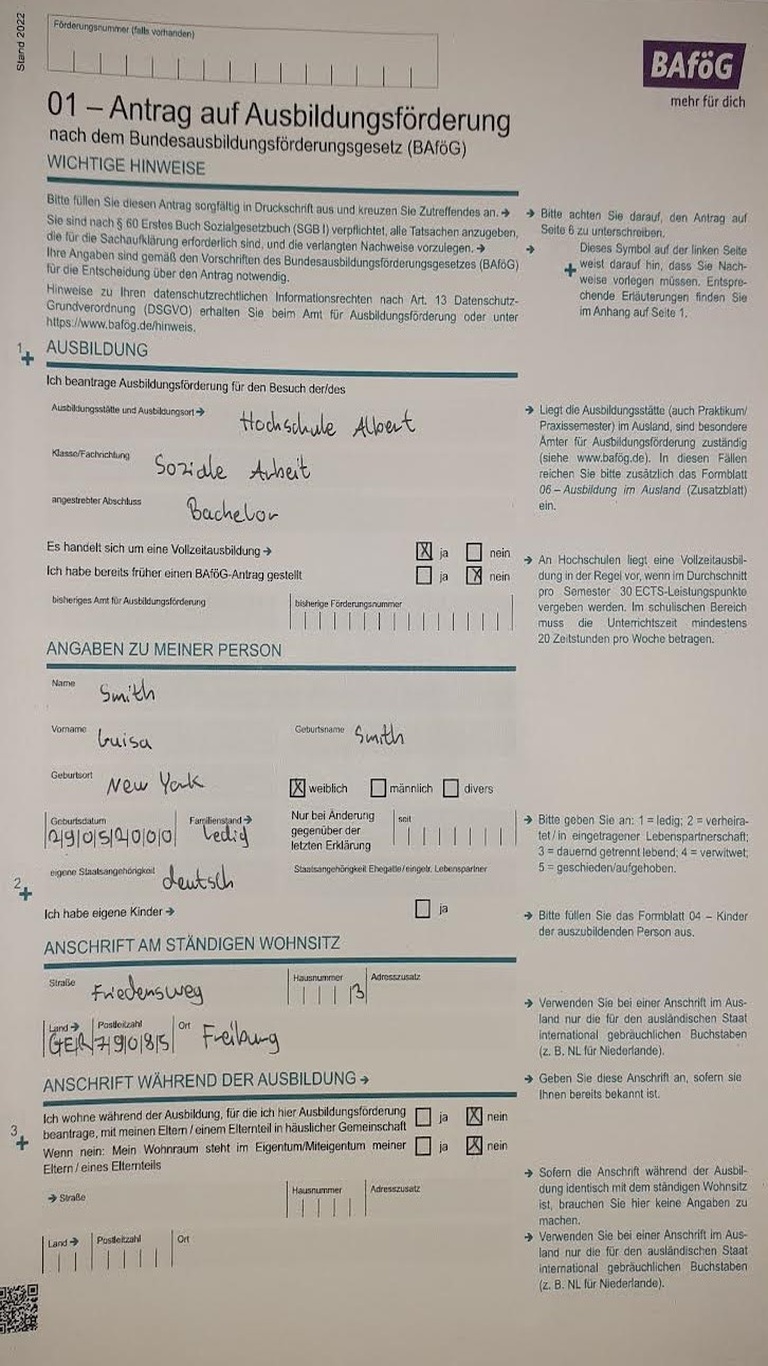 Stand 2022
Förderungsnummer (falls vorhanden)
BAföG
mehr für dich
01 – Antrag auf Ausbildungsförderung
nach dem Bundesausbildungsförderungsgesetz (BAföG)
WICHTIGE HINWEISE
Bitte füllen Sie diesen Antrag sorgfältig in Druckschrift aus und kreuzen Sie Zutreffendes an. →
Sie sind nach § 60 Erstes Buch Sozialgesetzbuch (SGB I) verpflichtet, alle Tatsachen anzugeben,
die für die Sachaufklärung erforderlich sind, und die verlangten Nachweise vorzulegen. →
Ihre Angaben sind gemäß den Vorschriften des Bundesausbildungsförderungsgesetzes (BAföG)
für die Entscheidung über den Antrag notwendig.
Hinweise zu Ihren datenschutzrechtlichen Informationsrechten nach Art. 13 Datenschutz-
Grundverordnung (DSGVO) erhalten Sie beim Amt für Ausbildungsförderung oder unter
https://www.bafög.de/hinweis.
→ Bitte achten Sie darauf, den Antrag auf
Seite 6 zu unterschreiben.
→ Dieses Symbol auf der linken Seite
+ weist darauf hin, dass Sie Nach-
weise vorlegen müssen. Entspre-
chende Erläuterungen finden Sie
im Anhang auf Seite 1.
1 + AUSBILDUNG
Ich beantrage Ausbildungsförderung für den Besuch der/des
Ausbildungsstätte und Ausbildungsort → Hochschule Albert
Klasse/Fachrichtung Soziale Arbeit
angestrebter Abschluss Bachelor
→ Liegt die Ausbildungsstätte (auch Praktikum/
Praxissemester) im Ausland, sind besondere
Ämter für Ausbildungsförderung zuständig
(siehe www.bafög.de). In diesen Fällen
reichen Sie bitte zusätzlich das Formblatt
06 – Ausbildung im Ausland (Zusatzblatt)
ein.
Es handelt sich um eine Vollzeitausbildung → X ja nein
Ich habe bereits früher einen BAföG-Antrag gestellt ja X nein
bisheriges Amt für Ausbildungsförderung bisherige Förderungsnummer
→ An Hochschulen liegt eine Vollzeitausbil-
dung in der Regel vor, wenn im Durchschnitt
pro Semester 30 ECTS-Leistungspunkte
vergeben werden. Im schulischen Bereich
muss die Unterrichtszeit mindestens
20 Zeitstunden pro Woche betragen.
ANGABEN ZU MEINER PERSON
Name Smith
Vorname Luisa Geburtsname Smith
Geburtsort New York X weiblich männlich divers
Geburtsdatum 29052000 Familienstand → ledig
Nur bei Änderung
gegenüber der
letzten Erklärung
seit
→ Bitte geben Sie an: 1 = ledig; 2 = verheira-
tet / in eingetragener Lebenspartnerschaft;
3 = dauernd getrennt lebend; 4 = verwitwet;
5 = geschieden/aufgehoben.
2 + eigene Staatsangehörigkeit deutsch Staatsangehörigkeit Ehegatte/eingetr. Lebenspartner
Ich habe eigene Kinder → ja
→ Bitte füllen Sie das Formblatt 04 – Kinder
der auszubildenden Person aus.
ANSCHRIFT AM STÄNDIGEN WOHNSITZ
Straße Friedensweg Hausnummer 13 Adresszusatz
Land → GER Postleitzahl 79085 Ort Freiburg
→ Verwenden Sie bei einer Anschrift im Aus-
land nur die für den ausländischen Staat
international gebräuchlichen Buchstaben
(z. B. NL für Niederlande).
ANSCHRIFT WÄHREND DER AUSBILDUNG →
→ Geben Sie diese Anschrift an, sofern sie
Ihnen bereits bekannt ist.
3 + Ich wohne während der Ausbildung, für die ich hier Ausbildungsförderung
beantrage, mit meinen Eltern / einem Elternteil in häuslicher Gemeinschaft ja X nein
Wenn nein: Mein Wohnraum steht im Eigentum/Miteigentum meiner ja X nein
Eltern / eines Elternteils
→ Straße Hausnummer Adresszusatz
Land → Postleitzahl Ort
→ Sofern die Anschrift während der Ausbil-
dung identisch mit dem ständigen Wohnsitz
ist, brauchen Sie hier keine Angaben zu
machen.
→ Verwenden Sie bei einer Anschrift im Aus-
land nur die für den ausländischen Staat
international gebräuchlichen Buchstaben
(z. B. NL für Niederlande).